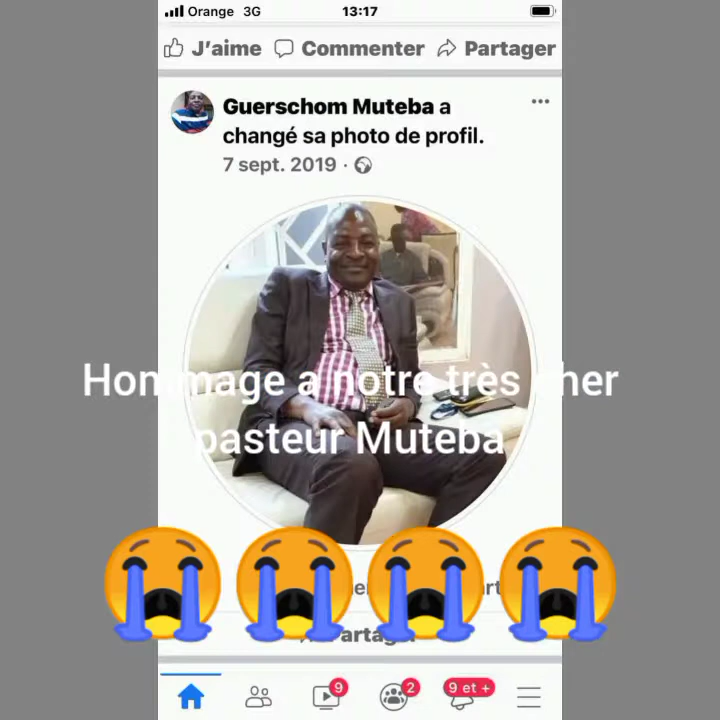 Orange 3G 13:17
J'aime Commenter Partager
Guerschom Muteba a
changé sa photo de profil.
7 sept. 2019 ·
Hommage a notre très cher
pasteur Muteba
Partager
9 2 9 et +